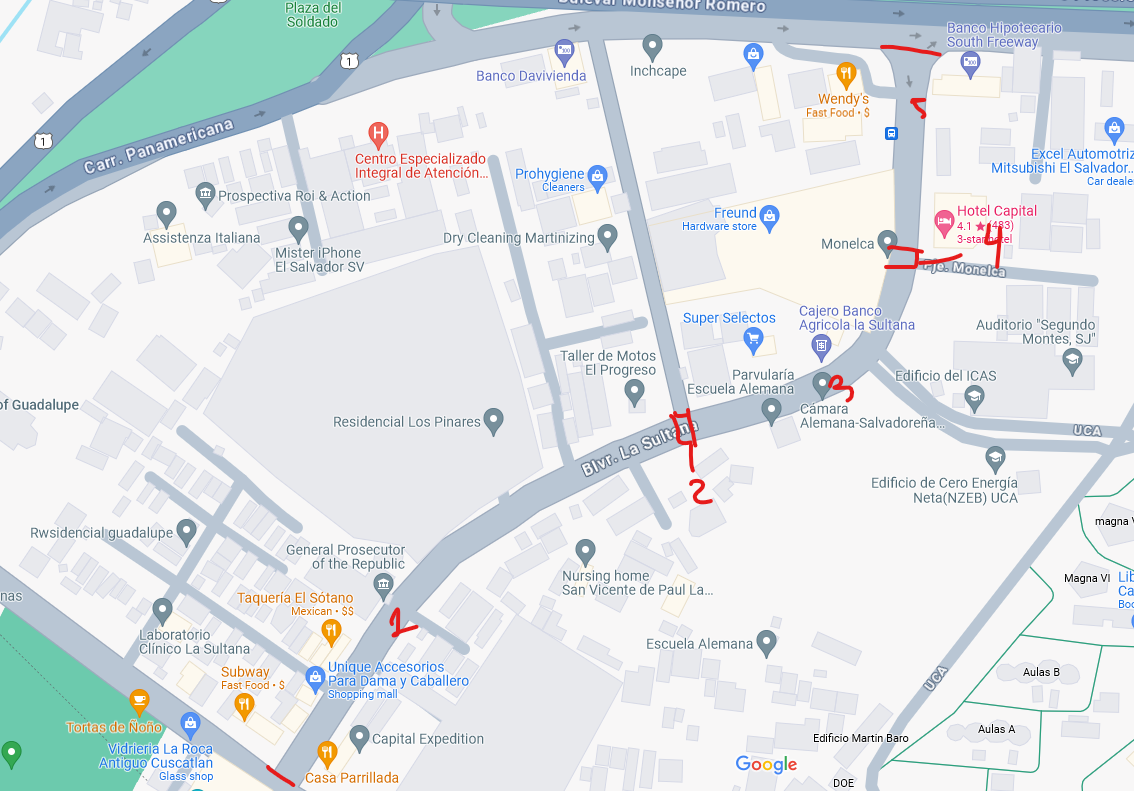 Plaza del
Soldado
Bulevar Monseñor Romero
Banco Hipotecario
South Freeway
1
Banco Davivienda
Inchcape
Wendy's
Fast Food • $
5
1
Carr. Panamericana
Centro Especializado
Integral de Atención...
Excel Automotriz
Mitsubishi El Salvador...
Car dealer
Prohygiene
Cleaners
Prospectiva Roi & Action
Freund
Hardware store
Hotel Capital
4.1 ★ (483)
3-star hotel
4
Assistenza Italiana
Mister iPhone
El Salvador SV
Dry Cleaning Martinizing
Monelca
Pje. Monelca
Super Selectos
Cajero Banco
Agricola la Sultana
Auditorio "Segundo
Montes, SJ"
Taller de Motos
El Progreso
Parvularía
Escuela Alemana
3
Edificio del ICAS
of Guadalupe
Residencial Los Pinares
Cámara
Alemana-Salvadoreña...
UCA
Blvr. La Sultana
2
Edificio de Cero Energía
Neta(NZEB) UCA
Rwsidencial guadalupe
General Prosecutor
of the Republic
magna V
Nursing home
San Vicente de Paul La...
Magna VI
Lib
Ca
Boo
nas
Taquería El Sótano
Mexican • $$
1
Laboratorio
Clínico La Sultana
Escuela Alemana
Subway
Fast Food • $
Unique Accesorios
Para Dama y Caballero
Shopping mall
UCA
Aulas B
Tortas de Ñoño
Vidrieria La Roca
Antiguo Cuscatlan
Glass shop
Capital Expedition
Aulas A
Edificio Martin Baro
Casa Parrillada
Google
DOE